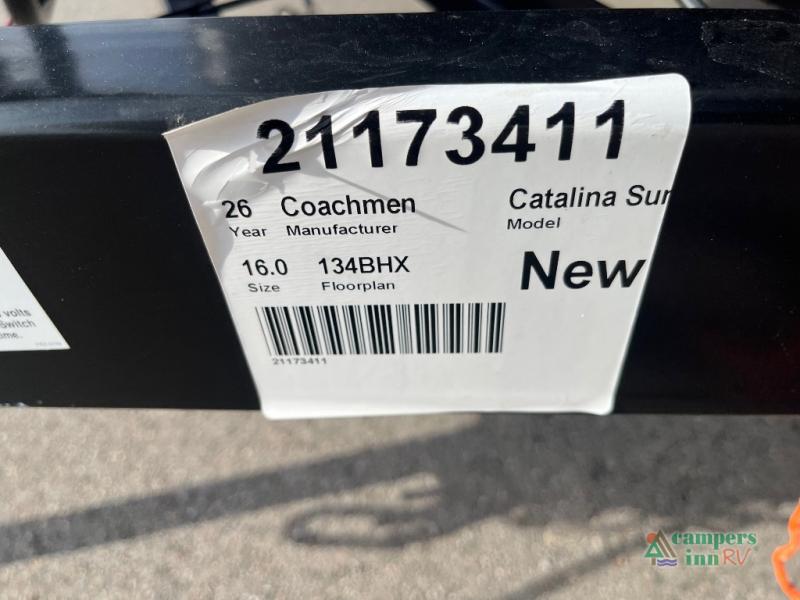 21173411
26 Coachmen Catalina Sur
Year Manufacturer Model
16.0 134BHX New
Size Floorplan
21173411
volts
Switch
ime.
campers
inn RV